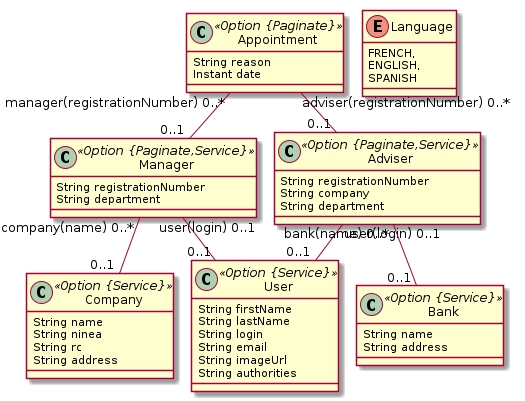 C «Option {Paginate}»
Appointment
String reason
Instant date
E Language
FRENCH,
ENGLISH,
SPANISH
manager(registrationNumber) 0..*
adviser(registrationNumber) 0..*
0..1
0..1
C «Option {Paginate,Service}»
Manager
String registrationNumber
String department
C «Option {Paginate,Service}»
Adviser
String registrationNumber
String company
String department
company(name) 0..*
user(login) 0..1
bank(name) 0..*
user(login) 0..1
0..1
0..1
0..1
0..1
C «Option {Service}»
Company
String name
String ninea
String rc
String address
C «Option {Service}»
User
String firstName
String lastName
String login
String email
String imageUrl
String authorities
C «Option {Service}»
Bank
String name
String address